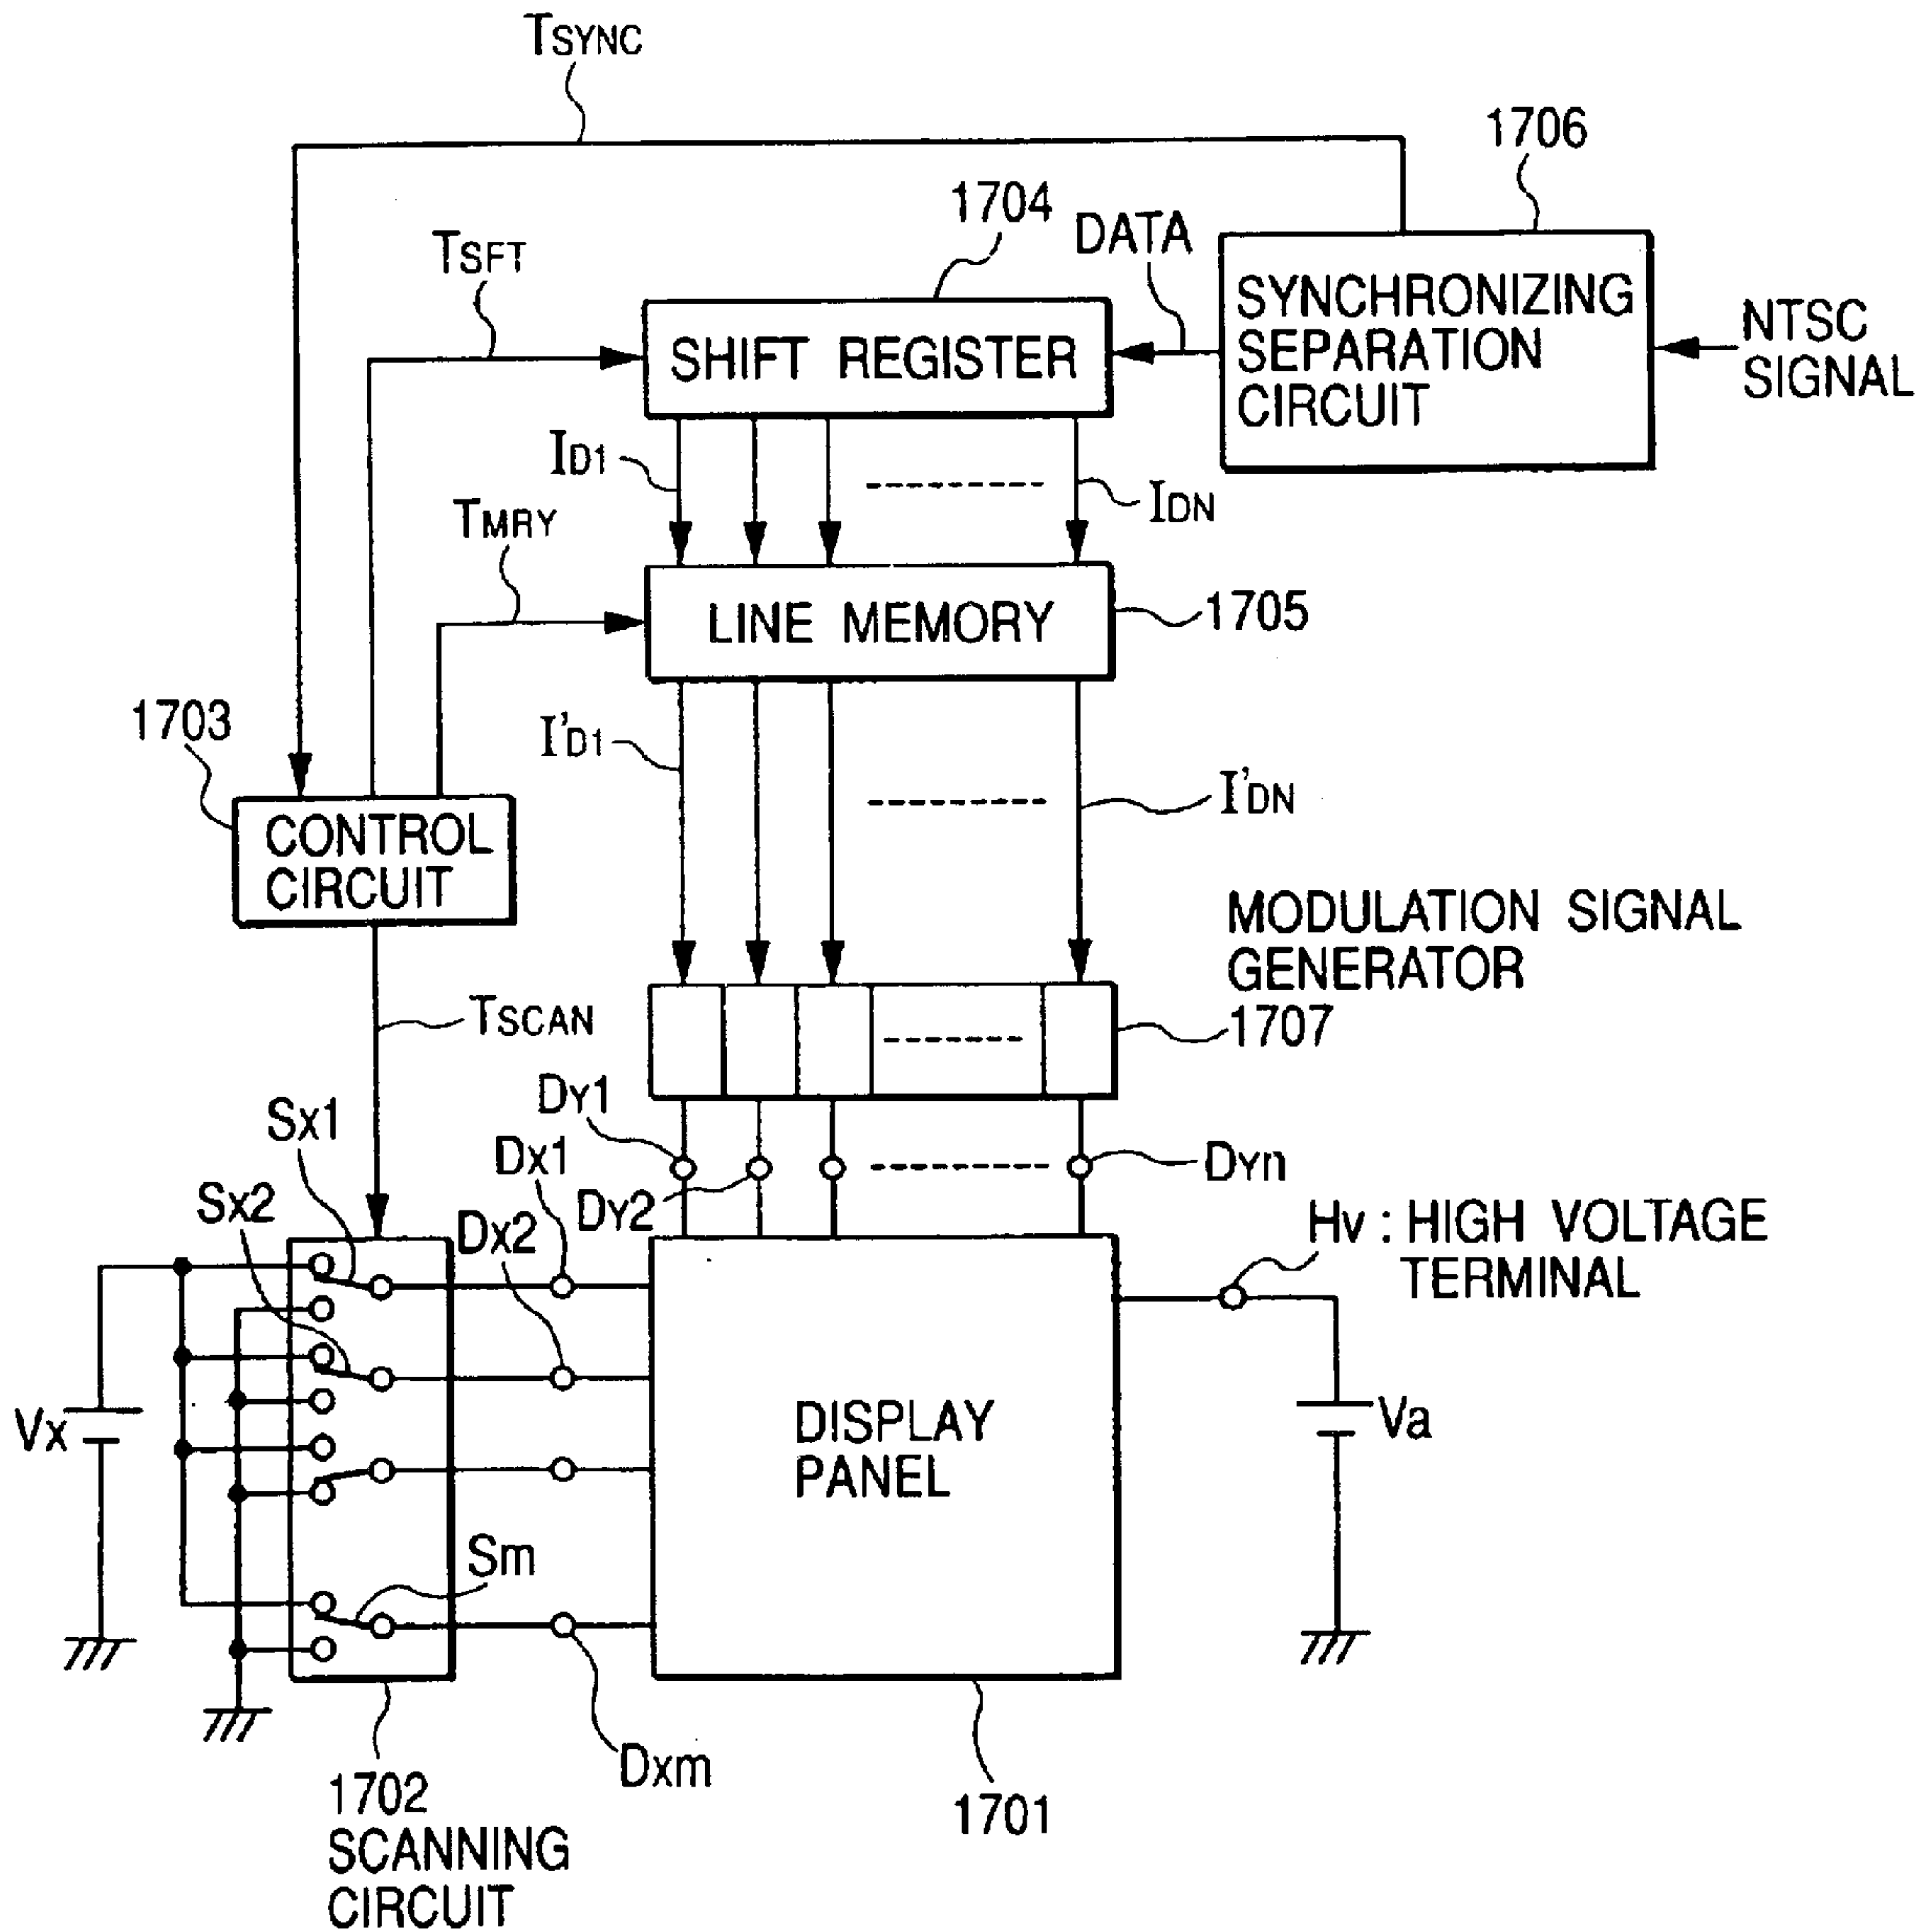 TSYNC
1706
1704
DATA
TSFT
SYNCHRONIZING
SEPARATION
CIRCUIT
NTSC
SIGNAL
SHIFT REGISTER
ID1
IDN
TMRY
LINE MEMORY
1705
1703
I'D1
I'DN
CONTROL
CIRCUIT
MODULATION SIGNAL
GENERATOR
1707
TSCAN
DY1
SX1
DX1
SX2
DY2
DYn
DX2
HV : HIGH VOLTAGE
TERMINAL
Vx
DISPLAY
PANEL
Va
Sm
Dxm
1702
SCANNING
CIRCUIT
1701